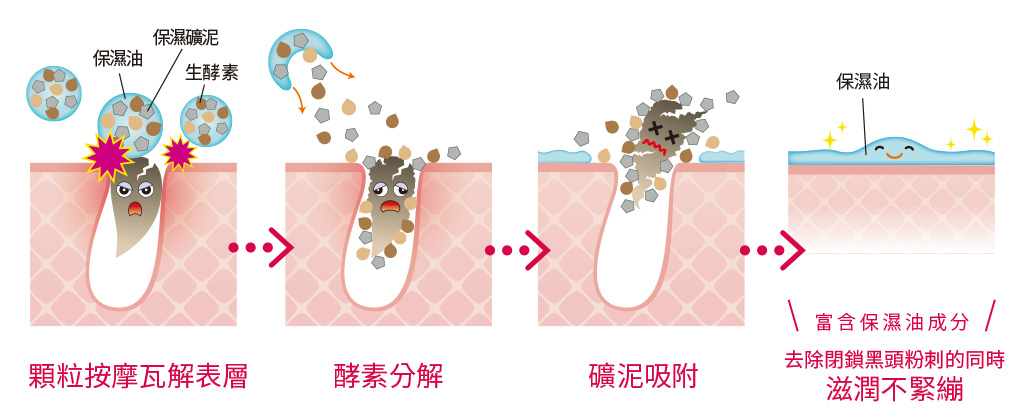 保濕礦泥
保濕油
生酵素
保濕油
富含保濕油成分
顆粒按摩瓦解表層
酵素分解
礦泥吸附
去除閉鎖黑頭粉刺的同時
滋潤不緊繃